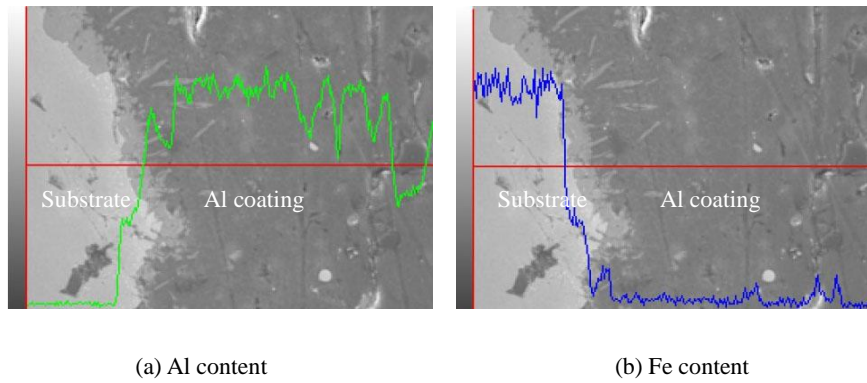 Substrate Al coating
Substrate Al coating
(a) Al content
(b) Fe content